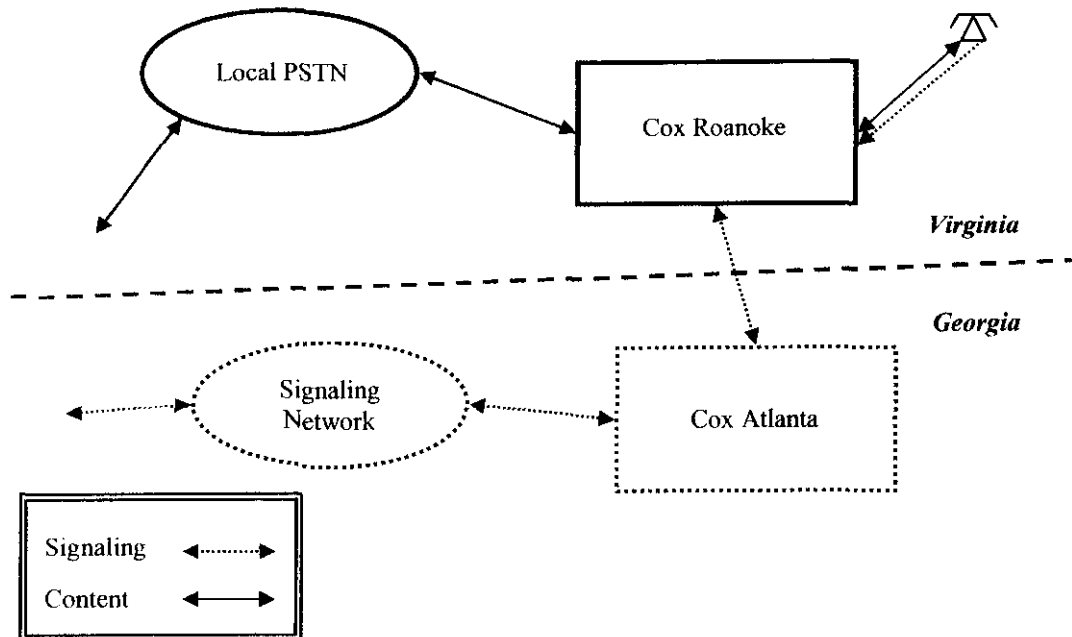 Local PSTN
Cox Roanoke
Virginia
Georgia
Signaling
Network
Cox Atlanta
Signaling
Content